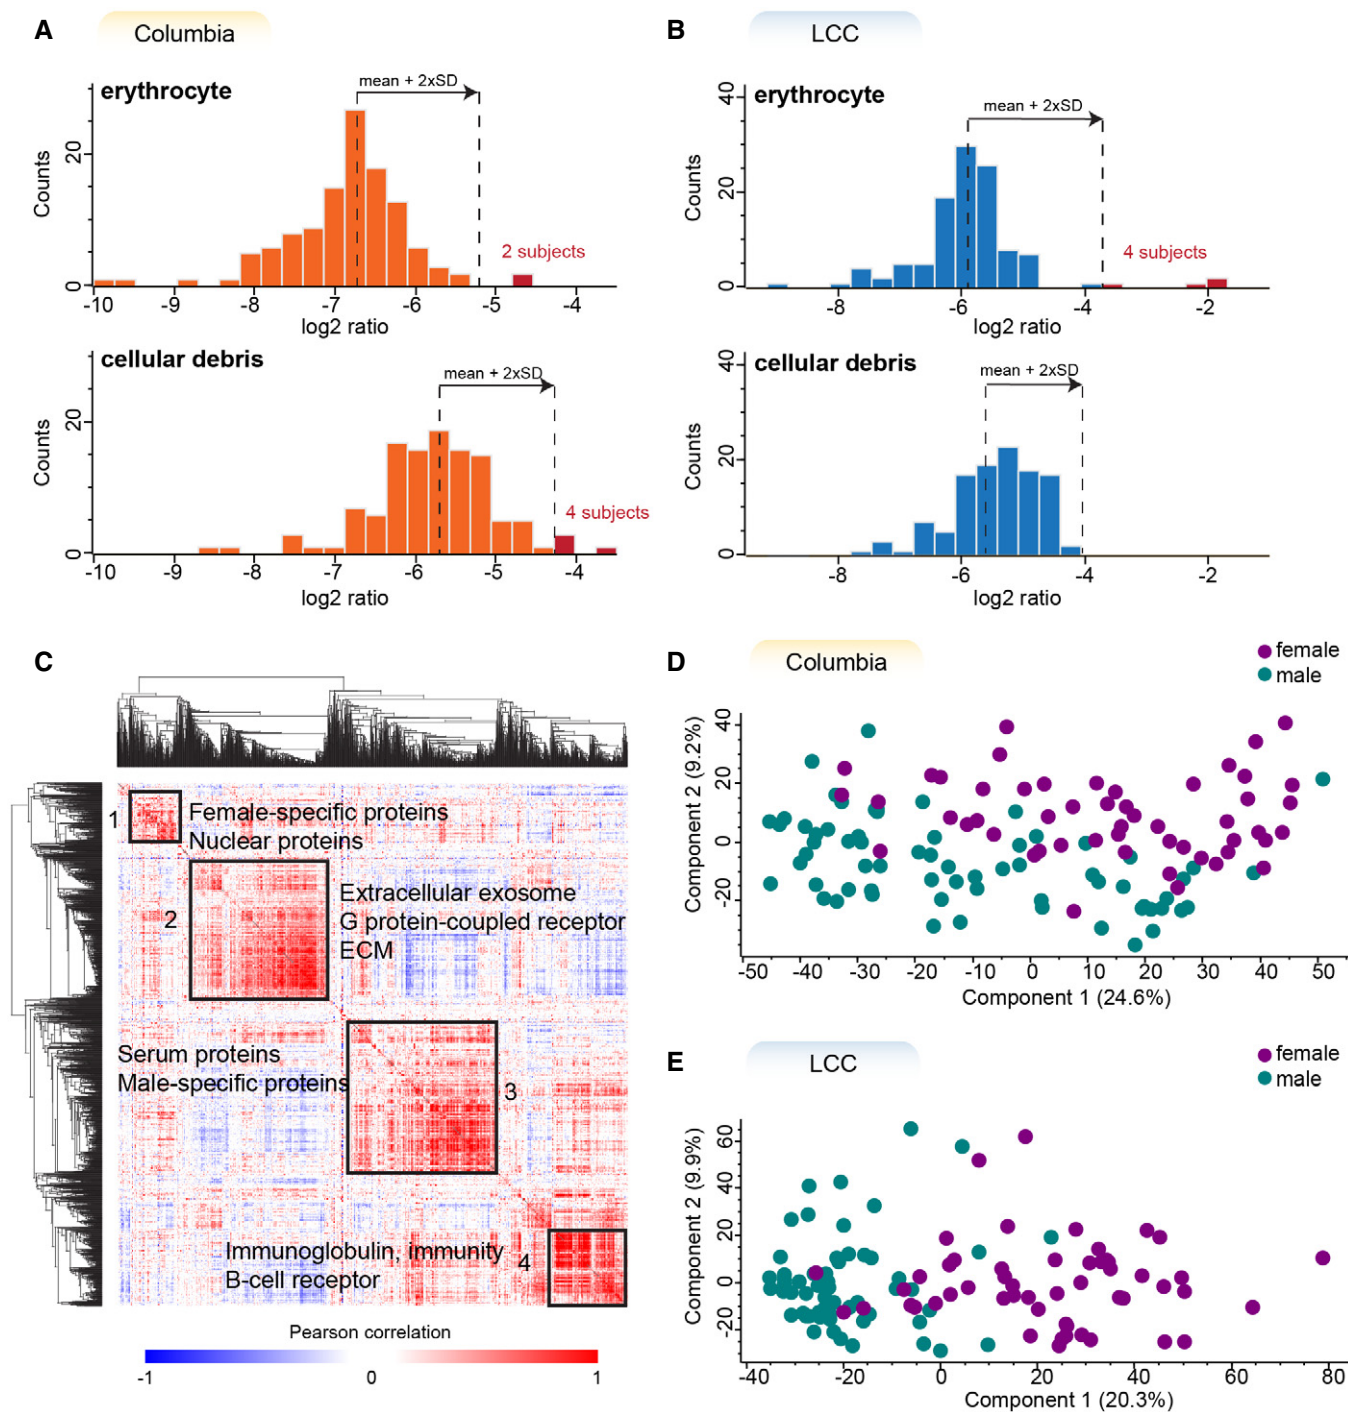 A
Columbia
erythrocyte
mean + 2xSD
Counts
20
0
2 subjects
-10
-9
-8
-7
-6
-5
-4
log2 ratio
cellular debris
mean + 2xSD
Counts
20
0
4 subjects
-10
-9
-8
-7
-6
-5
-4
log2 ratio
B
LCC
erythrocyte
mean + 2xSD
Counts
40
20
0
4 subjects
-8
-6
-4
-2
log2 ratio
cellular debris
mean + 2xSD
Counts
40
20
0
-8
-6
-4
-2
log2 ratio
C
1
Female-specific proteins
Nuclear proteins
2
Extracellular exosome
G protein-coupled receptor
ECM
Serum proteins
Male-specific proteins
3
Immunoglobulin, immunity
B-cell receptor
4
Pearson correlation
-1
0
1
D
Columbia
female
male
Component 2 (9.2%)
40
20
0
-20
-50
-40
-30
-20
-10
0
10
20
30
40
50
Component 1 (24.6%)
E
LCC
female
male
Component 2 (9.9%)
60
40
20
0
-20
-40
-20
0
20
40
60
80
Component 1 (20.3%)